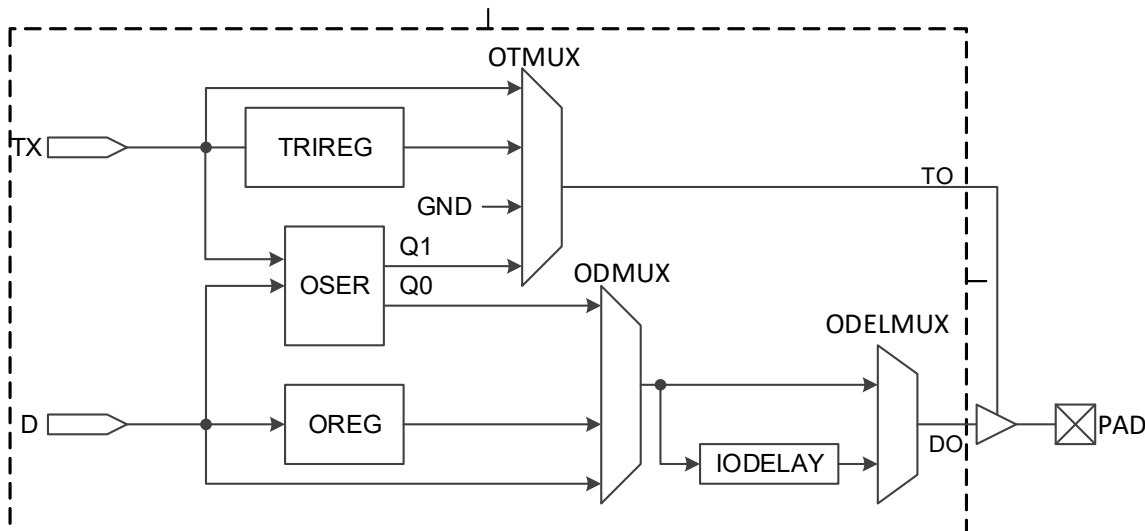 OTMUX
TX
TRIREG
TO
GND
Q1
OSER
ODMUX
Q0
ODELMUX
D
OREG
DO
PAD
IODELAY